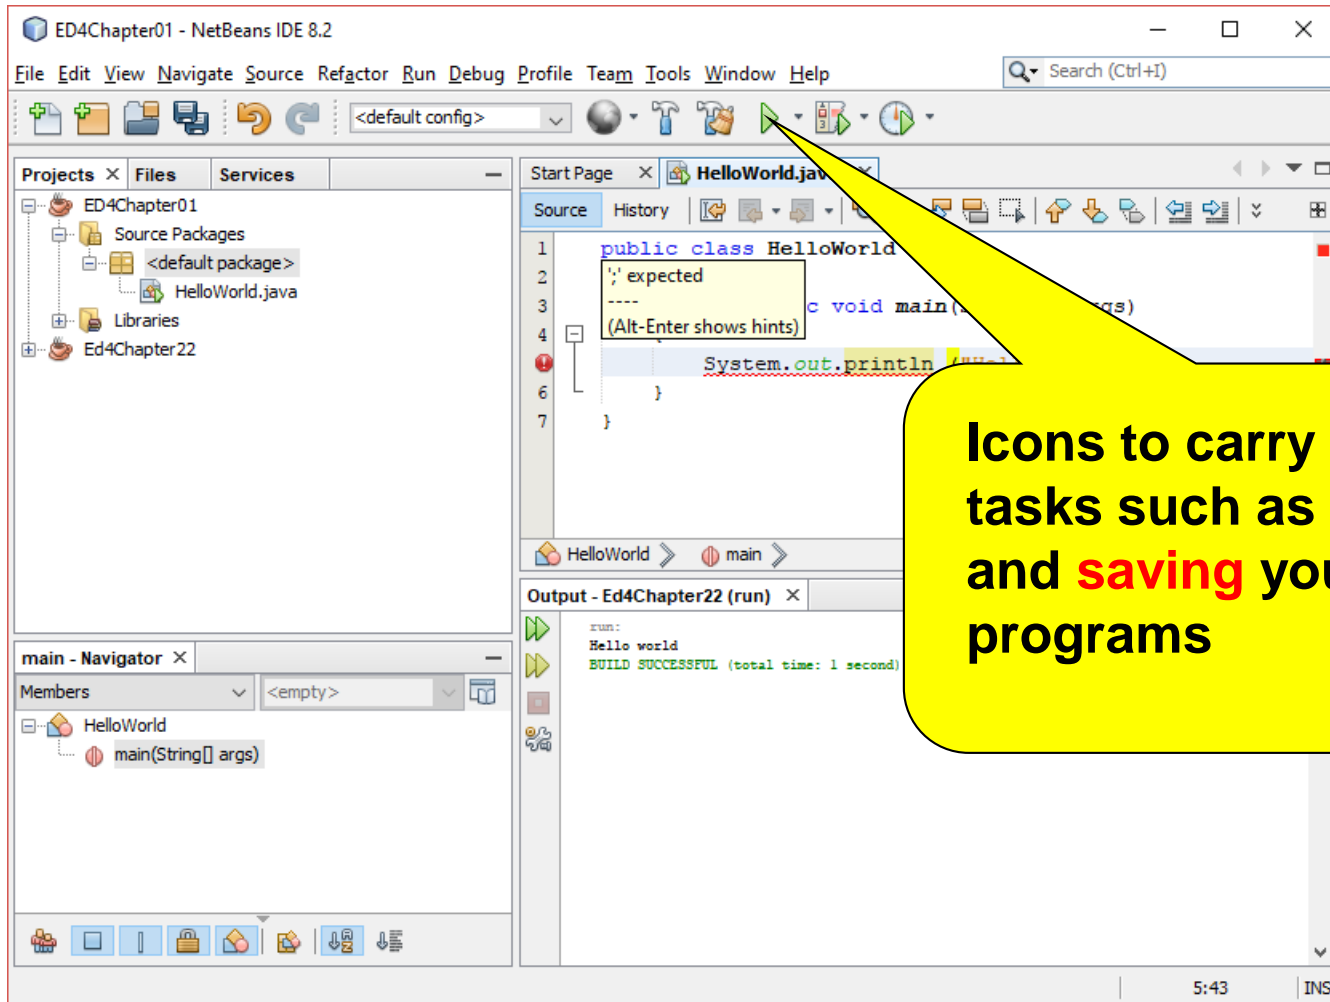 ED4Chapter01 - NetBeans IDE 8.2
File Edit View Navigate Source Refactor Run Debug Profile Team Tools Window Help
Search (Ctrl+I)
<default config>
Projects Files Services
ED4Chapter01
Source Packages
<default package>
HelloWorld.java
Libraries
Ed4Chapter22
Start Page HelloWorld.jav
Source History
1 public class HelloWorld
2
3 c void main( gs)
4
System.out.println ("Hel
6 }
7 }
';' expected
----
(Alt-Enter shows hints)
HelloWorld main
Icons to carry
tasks such as
and saving you
programs
Output - Ed4Chapter22 (run)
run:
Hello world
BUILD SUCCESSFUL (total time: 1 second)
main - Navigator
Members <empty>
HelloWorld
main(String[] args)
5:43 INS